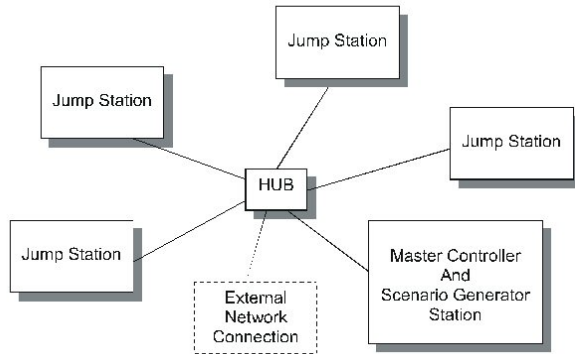 Jump Station
Jump Station
Jump Station
HUB
Jump Station
Master Controller
And
Scenario Generator
Station
External
Network
Connection